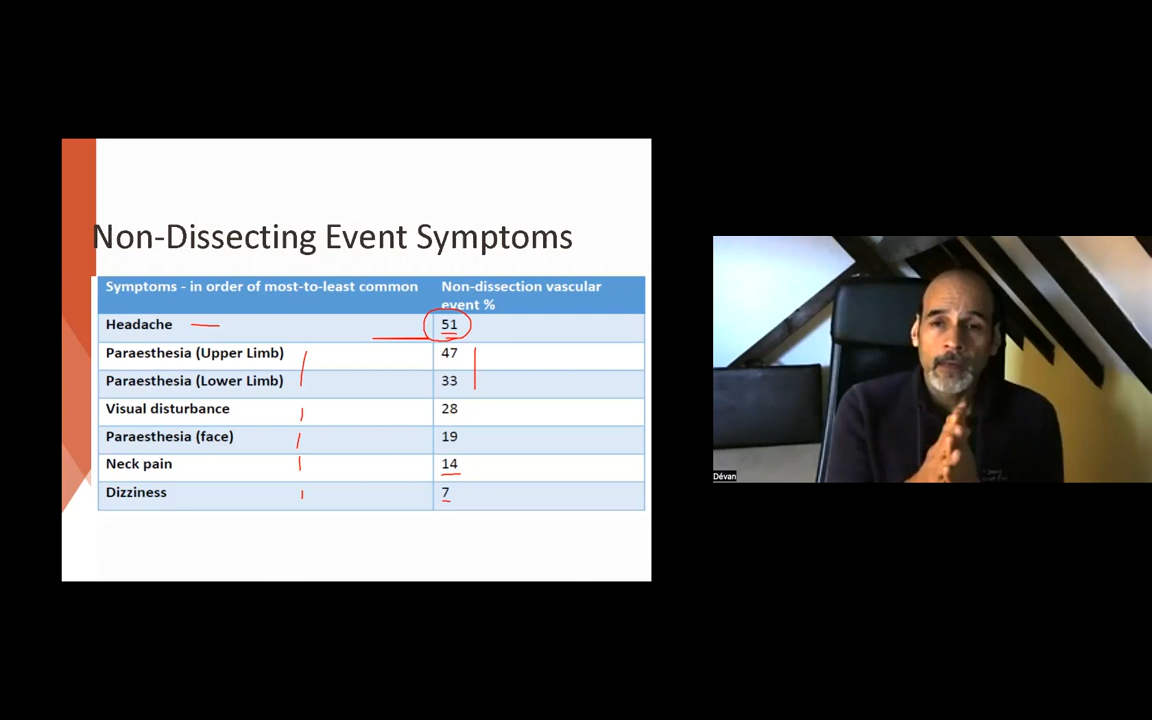 Non-Dissecting Event Symptoms
Symptoms - in order of most-to-least common
Non-dissection vascular
event %
Headache 51
Paraesthesia (Upper Limb) 47
Paraesthesia (Lower Limb) 33
Visual disturbance 28
Paraesthesia (face) 19
Neck pain 14
Dizziness 7
Dévan